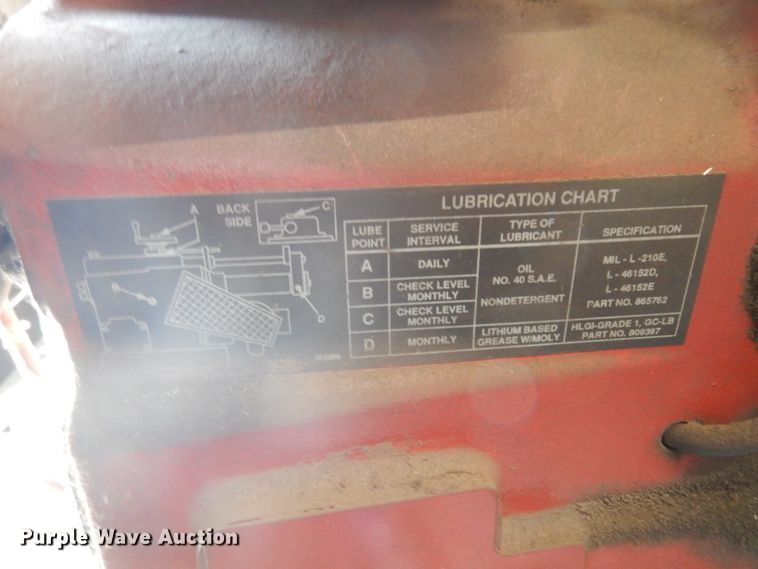 LUBRICATION CHART
A BACK SIDE C
LUBE POINT SERVICE INTERVAL TYPE OF LUBRICANT SPECIFICATION
A DAILY OIL NO. 40 S.A.E. NONDETERGENT MIL - L -210E,
L - 46152D,
B CHECK LEVEL MONTHLY L - 46152E
PART NO. 865762
C CHECK LEVEL MONTHLY
D MONTHLY LITHIUM BASED GREASE W/MOLY HLGI-GRADE 1, GC-LB
PART NO. 809397
D
Purple Wave Auction